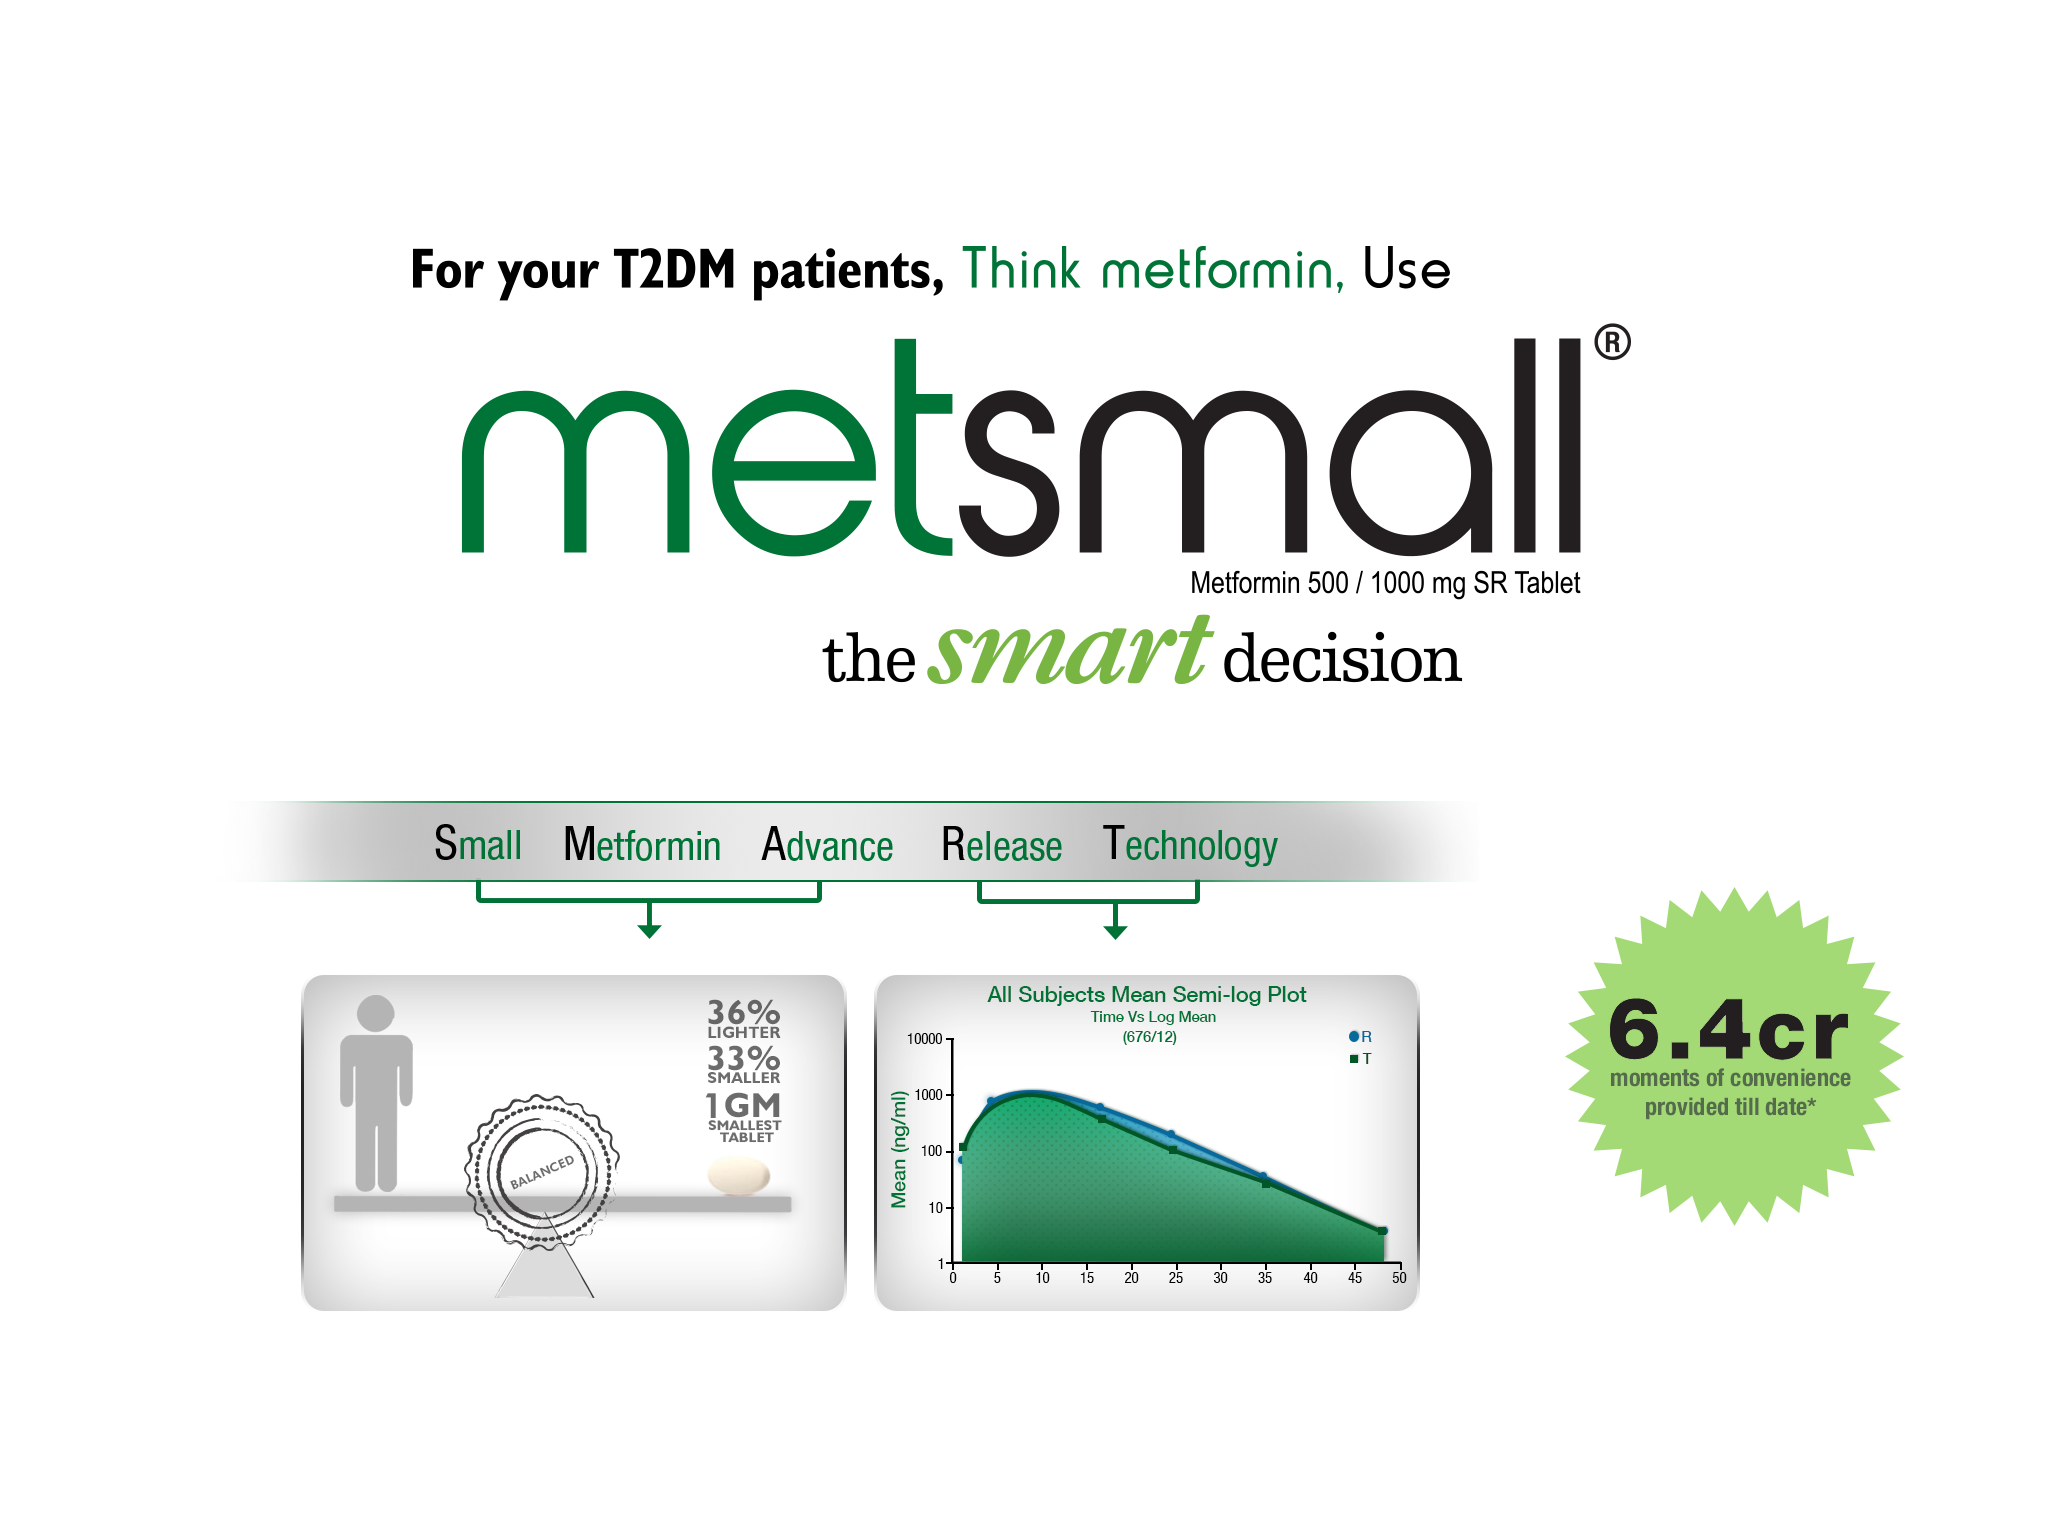 For your T2DM patients, Think metformin, Use
metsmall®
Metformin 500 / 1000 mg SR Tablet
the smart decision
Small Metformin Advance Release Technology
36%
LIGHTER
33%
SMALLER
1GM
SMALLEST
TABLET
BALANCED
All Subjects Mean Semi-log Plot
Time Vs Log Mean
(676/12)
R
T
Mean (ng/ml)
10000
1000
100
10
1
0 5 10 15 20 25 30 35 40 45 50
6.4cr
moments of convenience
provided till date*